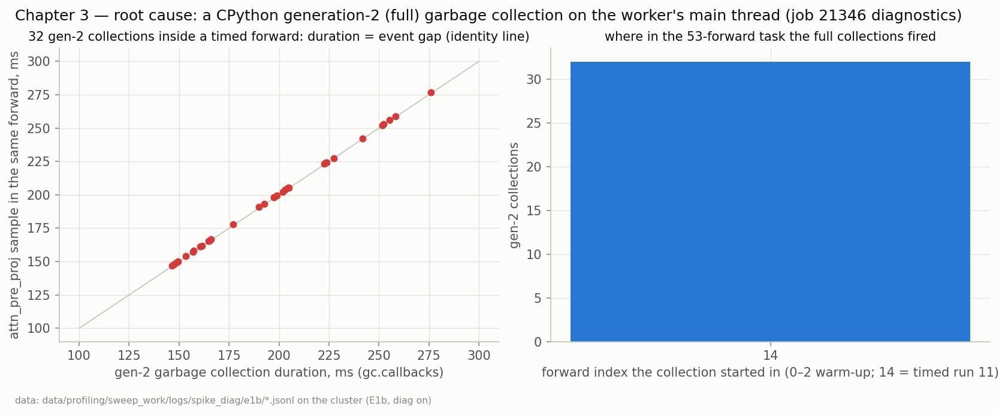 Chapter 3 — root cause: a CPython generation-2 (full) garbage collection on the worker's main thread (job 21346 diagnostics)
32 gen-2 collections inside a timed forward: duration = event gap (identity line)
attn_pre_proj sample in the same forward, ms
300
275
250
225
200
175
150
125
100
100 125 150 175 200 225 250 275 300
gen-2 garbage collection duration, ms (gc.callbacks)
where in the 53-forward task the full collections fired
gen-2 collections
30
25
20
15
10
5
0
14
forward index the collection started in (0–2 warm-up; 14 = timed run 11)
data: data/profiling/sweep_work/logs/spike_diag/e1b/*.jsonl on the cluster (E1b, diag on)